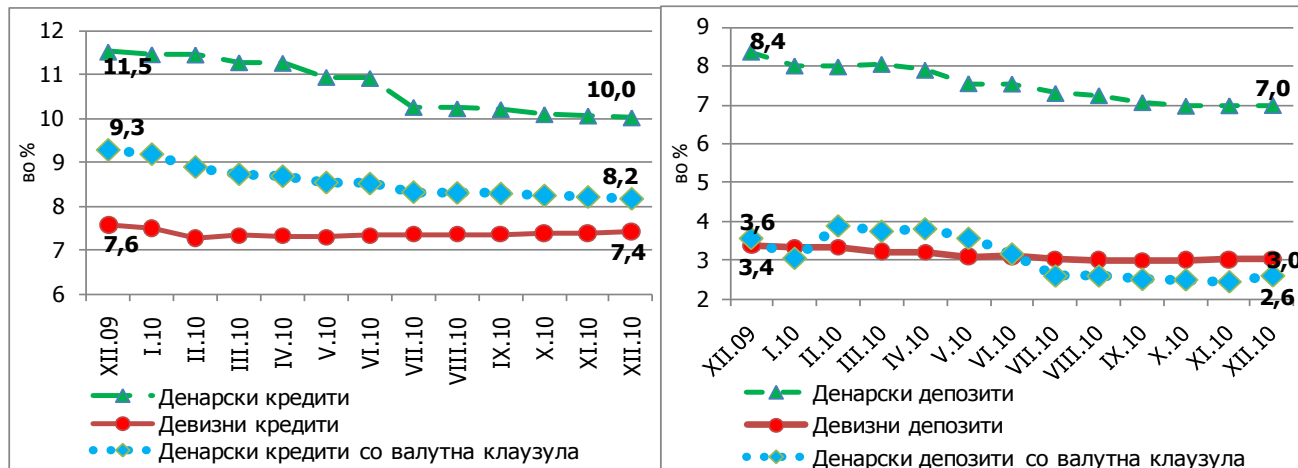 во %
12
11
10
9
8
7
6
11,5
10,0
9,3
8,2
7,6
7,4
XII.09
I.10
II.10
III.10
IV.10
V.10
VI.10
VII.10
VIII.10
IX.10
X.10
XI.10
XII.10
Денарски кредити
Девизни кредити
Денарски кредити со валутна клаузула
во %
9
8
7
6
5
4
3
2
8,4
7,0
3,6
3,4
3,0
2,6
XII.09
I.10
II.10
III.10
IV.10
V.10
VI.10
VII.10
VIII.10
IX.10
X.10
XI.10
XII.10
Денарски депозити
Девизни депозити
Денарски депозити со валутна клаузула